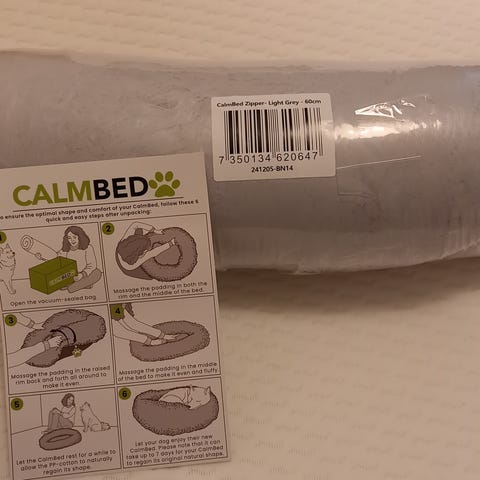 CalmBed Zipper- Light Grey - 60cm
7 350134 620647
241205-BN14
CALMBED
to ensure the optimal shape and comfort of your CalmBed, follow these 6
quick and easy steps after unpacking:
2
CALMBED
Open the vacuum-sealed bag.
Massage the padding in both the
rim and the middle of the bed.
3
4
Massage the padding in the raised
rim back and forth all around to
make it even.
Massage the padding in the middle
of the bed to make it even and fluffy
5
6
Let the CalmBed rest for a while to
allow the PP-cotton to naturally
regain its shape.
Let your dog enjoy their new
CalmBed. Please note that it can
take up to 7 days for your CalmBed
to regain its original natural shape.